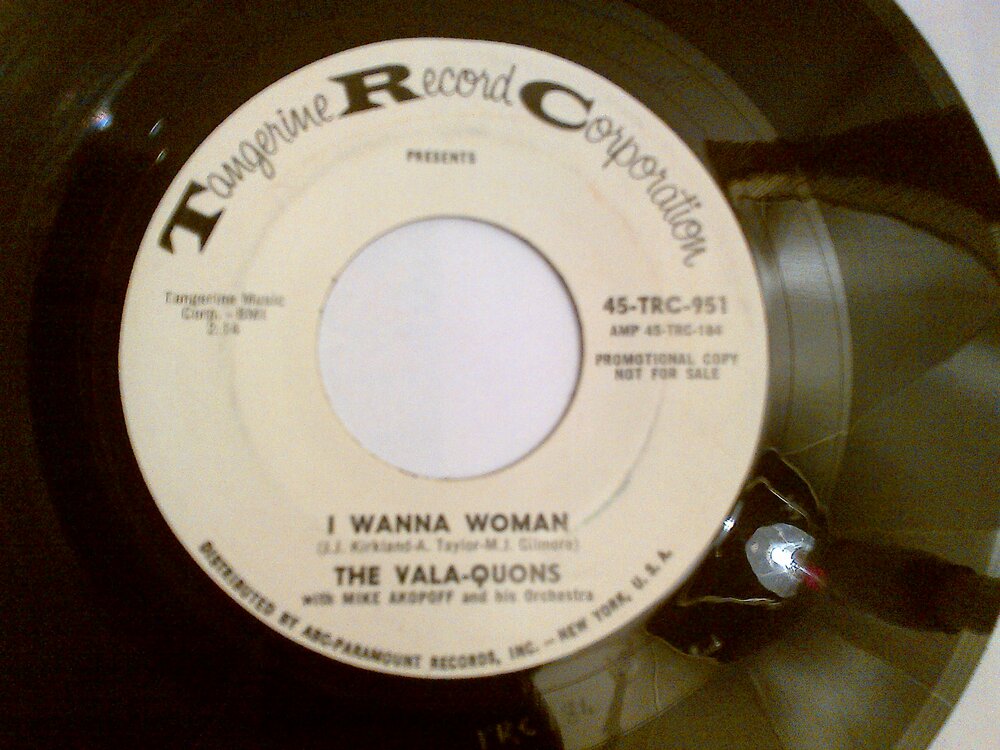 Tangerine Record Corporation
PRESENTS
Tangerine Music
Corp. - BMI
45-TRC-951
AMP 45-TRC-184
PROMOTIONAL COPY
NOT FOR SALE
I WANNA WOMAN
(J.J. Kirkland-A. Taylor-M.J. Gilmore)
THE VALA-QUONS
with MIKE AKOPOFF and his Orchestra
DISTRIBUTED BY ABC-PARAMOUNT RECORDS, INC. - NEW YORK, U.S.A.